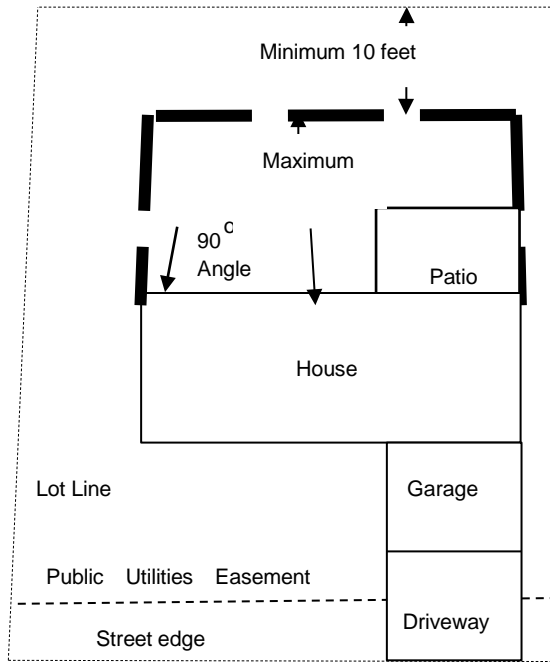 Minimum 10 feet
Maximum
90°
Angle
Patio
House
Lot Line
Garage
Public Utilities Easement
Driveway
Street edge